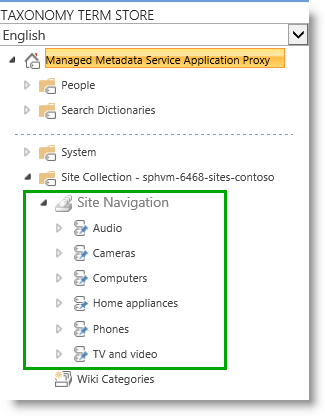 TAXONOMY TERM STORE
English
Managed Metadata Service Application Proxy
People
Search Dictionaries
System
Site Collection - sphvm-6468-sites-contoso
Site Navigation
Audio
Cameras
Computers
Home appliances
Phones
TV and video
Wiki Categories